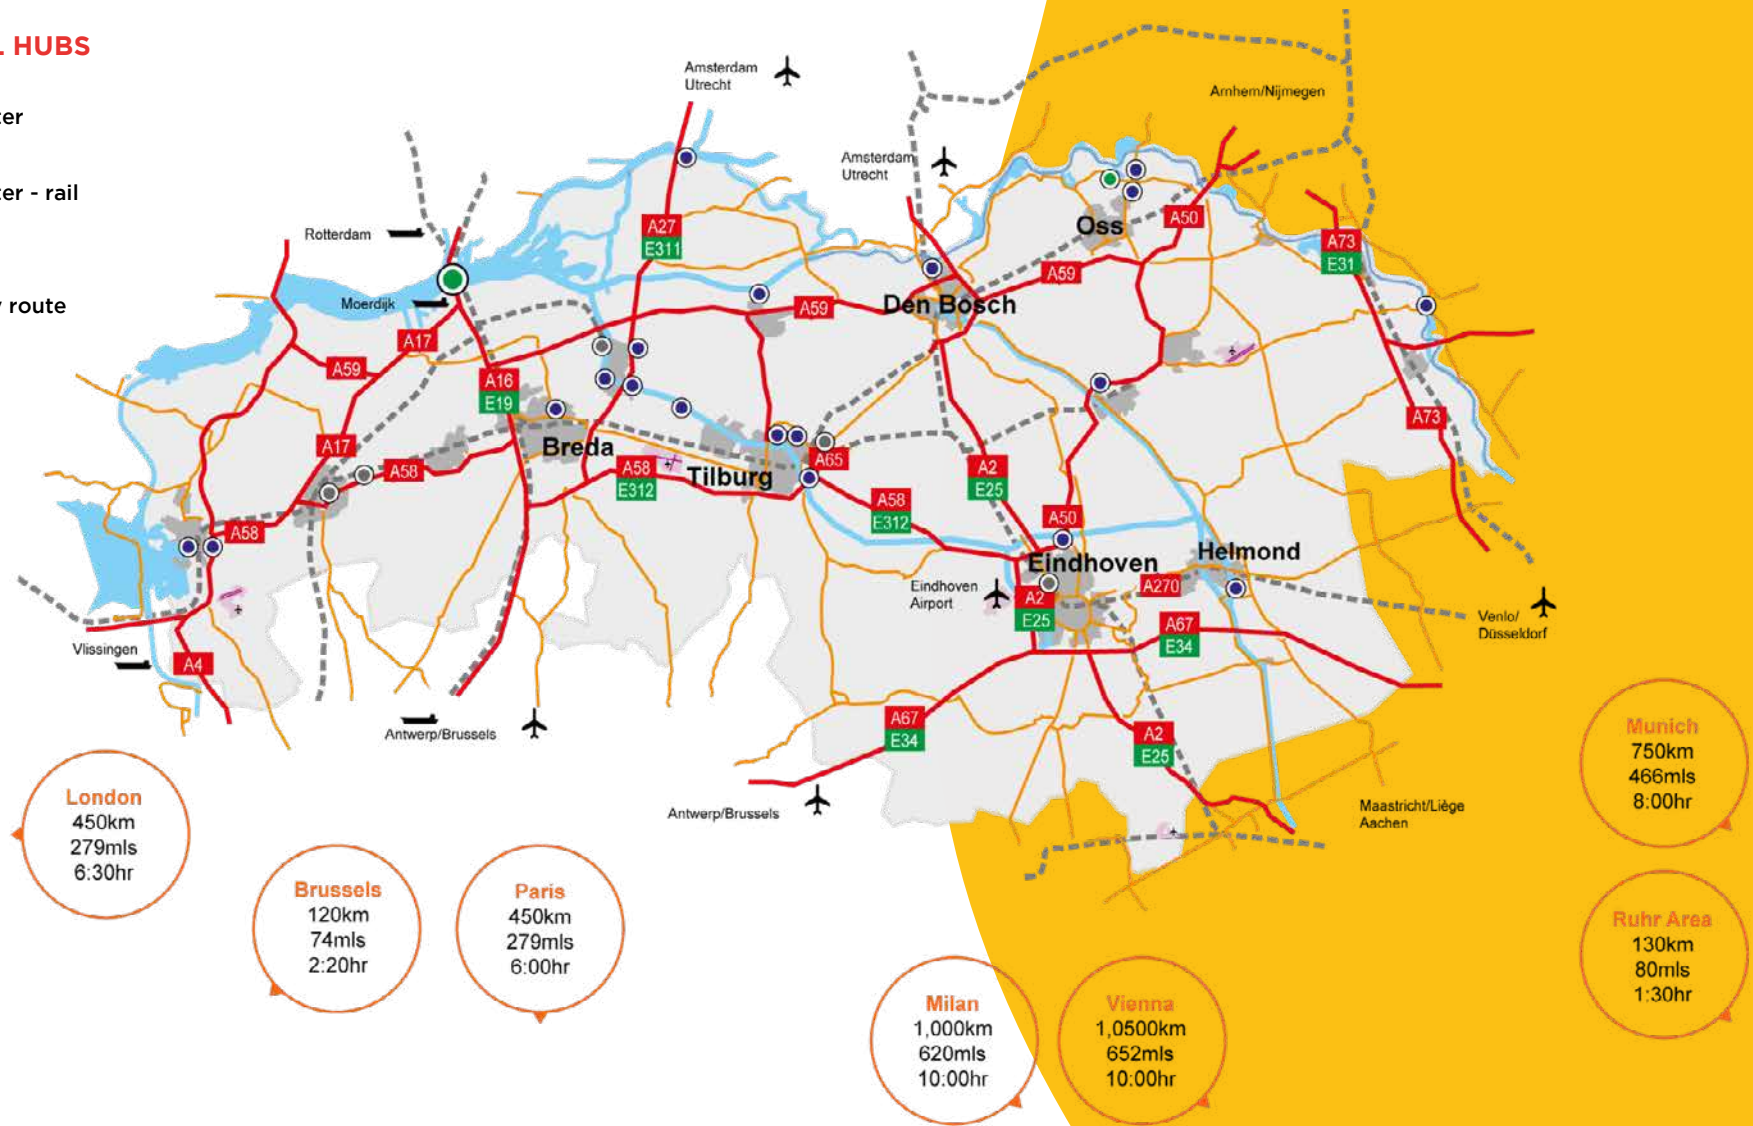 L HUBS
ter
ter - rail
y route
Amsterdam
Utrecht
Arnhem/Nijmegen
Amsterdam
Utrecht
Rotterdam
Moerdijk
A27
E311
Oss
A50
A73
E31
A59
Den Bosch
A59
A17
A59
A16
E19
A17
A58
Breda
A58
E312
Tilburg
A65
A2
E25
A73
A58
E312
A50
A58
Eindhoven
Helmond
Eindhoven
Airport
A2
E25
A270
A67
E34
Venlo/
Düsseldorf
Vlissingen
A4
Antwerp/Brussels
A67
E34
A2
E25
Antwerp/Brussels
Maastricht/Liège
Aachen
London
450km
279mls
6:30hr
Brussels
120km
74mls
2:20hr
Paris
450km
279mls
6:00hr
Milan
1,000km
620mls
10:00hr
Vienna
1,0500km
652mls
10:00hr
Munich
750km
466mls
8:00hr
Ruhr Area
130km
80mls
1:30hr